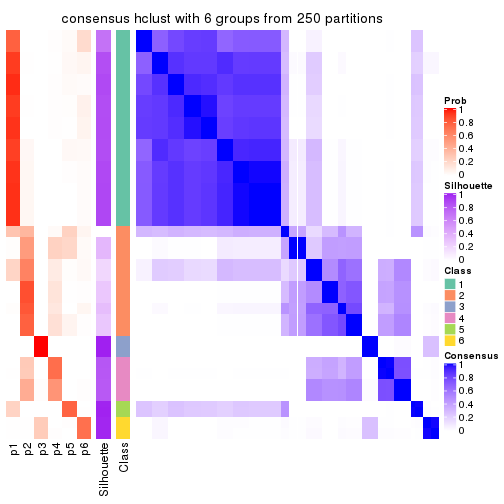 consensus hclust with 6 groups from 250 partitions
Prob
1
0.8
0.6
0.4
0.2
0
Silhouette
1
0.8
0.6
0.4
0.2
0
Class
1
2
3
4
5
6
Consensus
1
0.8
0.6
0.4
0.2
0
p1
p2
p3
p4
p5
p6
Silhouette
Class